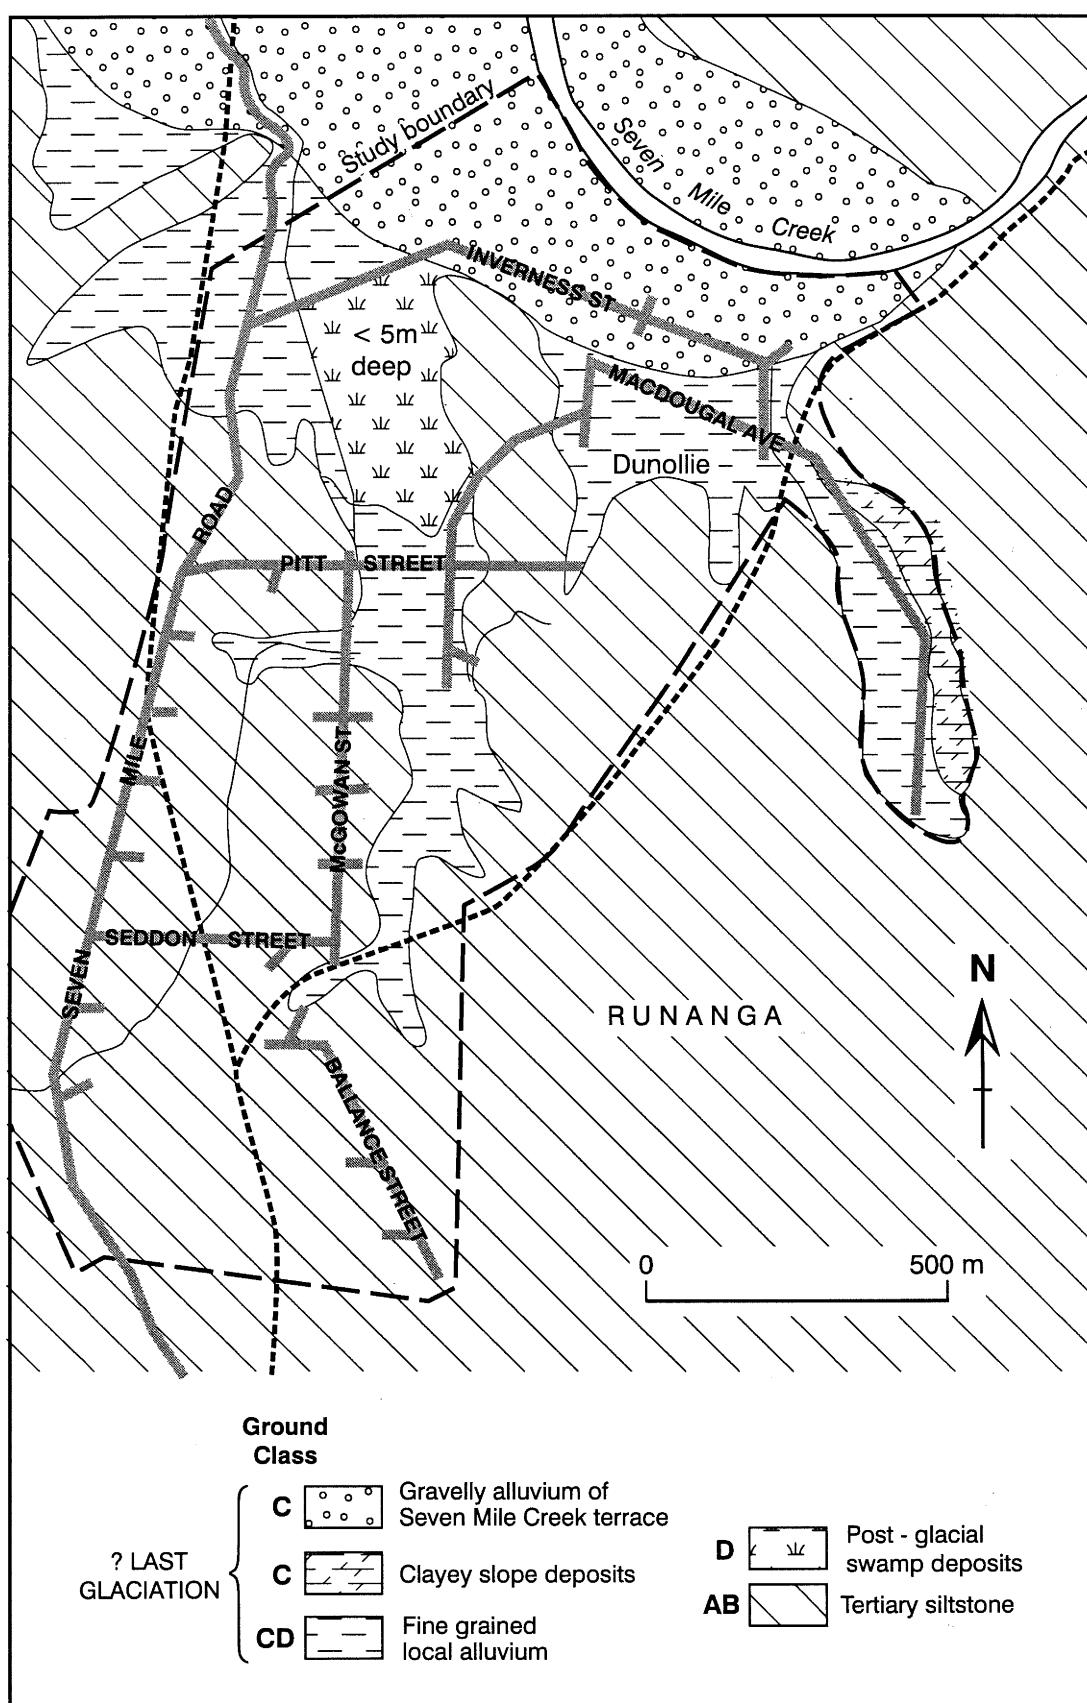 Study boundary
Seven
Mile
Creek
INVERNESS ST
< 5m
deep
MACDOUGAL AVE
Dunollie
ROAD
PITT STREET
MILE
McGOWAN ST
SEDDON STREET
SEVEN
N
RUNANGA
BALLANCE STREET
0 500 m
Ground
Class
? LAST
GLACIATION
C
Gravelly alluvium of
Seven Mile Creek terrace
C
Clayey slope deposits
CD
Fine grained
local alluvium
D
Post - glacial
swamp deposits
AB
Tertiary siltstone